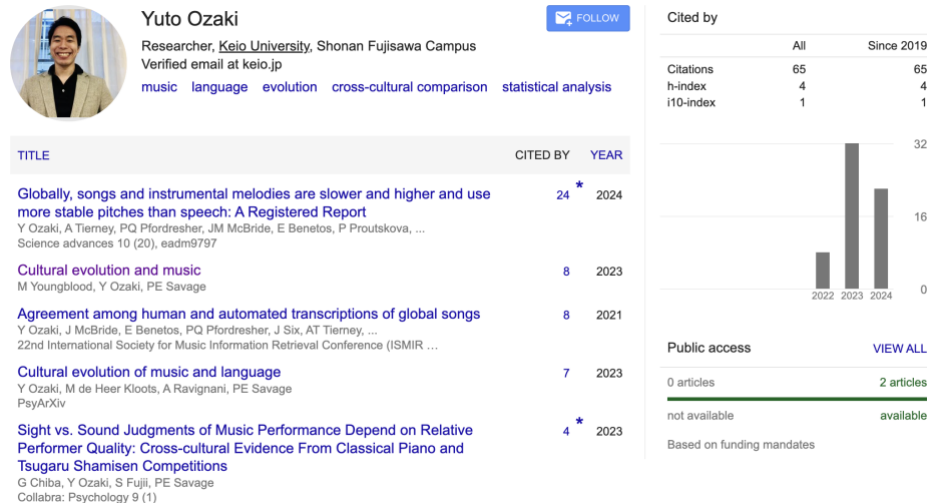 Yuto Ozaki
FOLLOW
Researcher, Keio University, Shonan Fujisawa Campus
Verified email at keio.jp
music language evolution cross-cultural comparison statistical analysis
TITLE CITED BY YEAR
Globally, songs and instrumental melodies are slower and higher and use 24 * 2024
more stable pitches than speech: A Registered Report
Y Ozaki, A Tierney, PQ Pfordresher, JM McBride, E Benetos, P Proutskova, ...
Science advances 10 (20), eadm9797
Cultural evolution and music 8 2023
M Youngblood, Y Ozaki, PE Savage
Agreement among human and automated transcriptions of global songs 8 2021
Y Ozaki, J McBride, E Benetos, PQ Pfordresher, J Six, AT Tierney, ...
22nd International Society for Music Information Retrieval Conference (ISMIR ...
Cultural evolution of music and language 7 2023
Y Ozaki, M de Heer Kloots, A Ravignani, PE Savage
PsyArXiv
Sight vs. Sound Judgments of Music Performance Depend on Relative 4 * 2023
Performer Quality: Cross-cultural Evidence From Classical Piano and
Tsugaru Shamisen Competitions
G Chiba, Y Ozaki, S Fujii, PE Savage
Collabra: Psychology 9 (1)
Cited by
All Since 2019
Citations 65 65
h-index 4 4
i10-index 1 1
32
16
0
2022 2023 2024
Public access VIEW ALL
0 articles 2 articles
not available available
Based on funding mandates